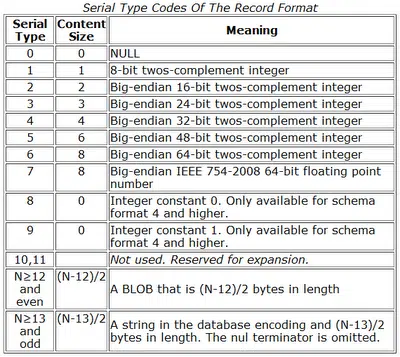 Serial Type Codes Of The Record Format
Serial Type Content Size Meaning
0 0 NULL
1 1 8-bit twos-complement integer
2 2 Big-endian 16-bit twos-complement integer
3 3 Big-endian 24-bit twos-complement integer
4 4 Big-endian 32-bit twos-complement integer
5 6 Big-endian 48-bit twos-complement integer
6 8 Big-endian 64-bit twos-complement integer
7 8 Big-endian IEEE 754-2008 64-bit floating point
number
8 0 Integer constant 0. Only available for schema
format 4 and higher.
9 0 Integer constant 1. Only available for schema
format 4 and higher.
10,11 Not used. Reserved for expansion.
N≥12 and even (N-12)/2 A BLOB that is (N-12)/2 bytes in length
N≥13 and odd (N-13)/2 A string in the database encoding and (N-13)/2
bytes in length. The nul terminator is omitted.